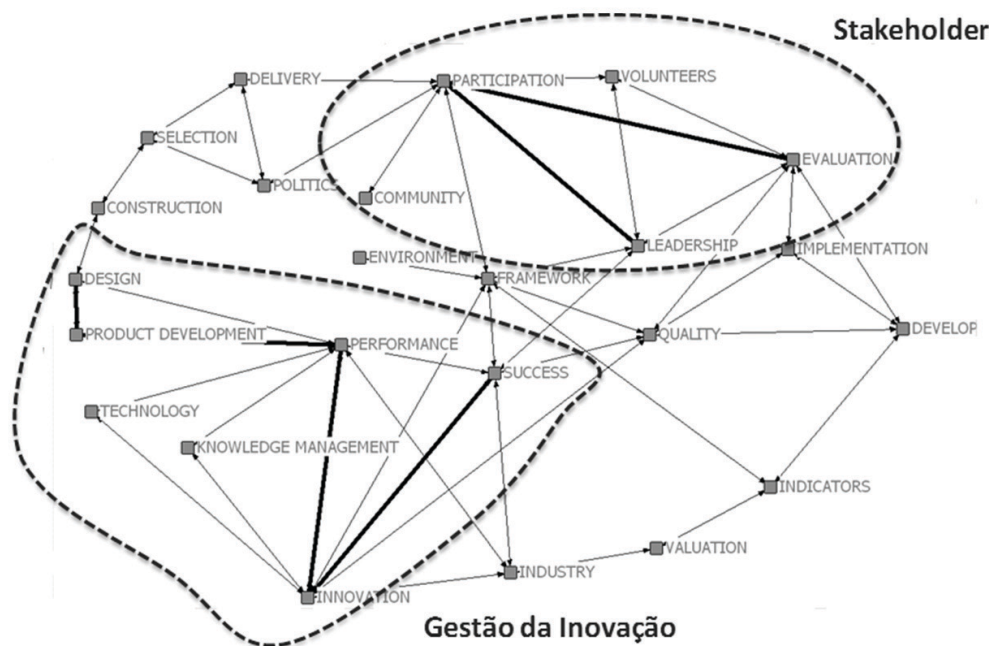 Stakeholder
DELIVERY
PARTICIPATION
VOLUNTEERS
SELECTION
EVALUATION
POLITICS
COMMUNITY
CONSTRUCTION
LEADERSHIP
IMPLEMENTATION
ENVIRONMENT
FRAMEWORK
DESIGN
PRODUCT DEVELOPMENT
PERFORMANCE
QUALITY
DEVELOP
SUCCESS
TECHNOLOGY
KNOWLEDGE MANAGEMENT
INDICATORS
VALUATION
INDUSTRY
INNOVATION
Gestão da Inovação